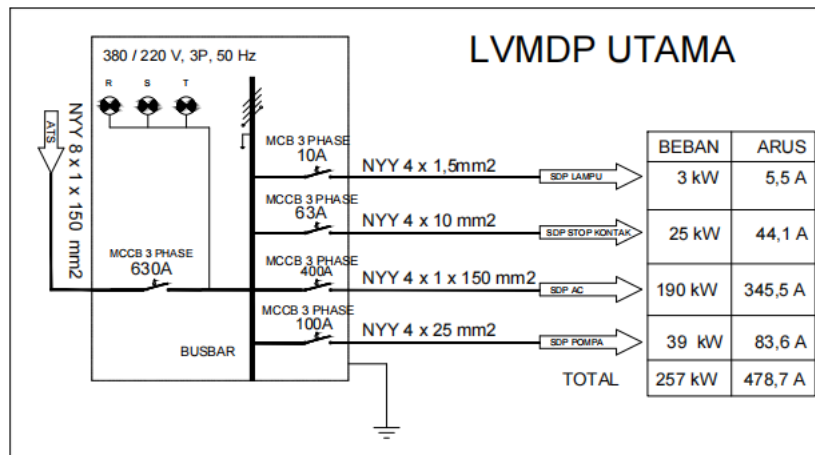 LVMDP UTAMA
380 / 220 V, 3P, 50 Hz
R S T
ATS
NYY 8 x 1 x 150 mm2
MCCB 3 PHASE
630A
BUSBAR
MCB 3 PHASE
10A
NYY 4 x 1,5mm2
SDP LAMPU
MCCB 3 PHASE
63A
NYY 4 x 10 mm2
SDP STOP KONTAK
MCCB 3 PHASE
400A
NYY 4 x 1 x 150 mm2
SDP AC
MCCB 3 PHASE
100A
NYY 4 x 25 mm2
SDP POMPA
BEBAN ARUS
3 kW 5,5 A
25 kW 44,1 A
190 kW 345,5 A
39 kW 83,6 A
TOTAL 257 kW 478,7 A